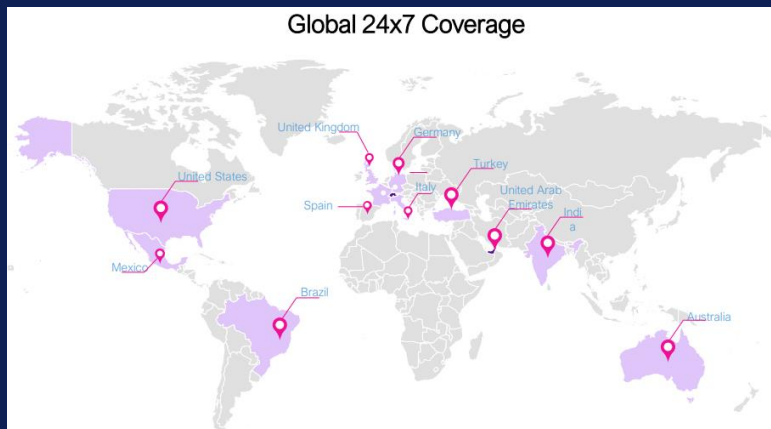 Global 24x7 Coverage
United Kingdom
Germany
United States
Turkey
Italy
United Arab
Emirates
Spain
Indi
a
Mexico
Brazil
Australia